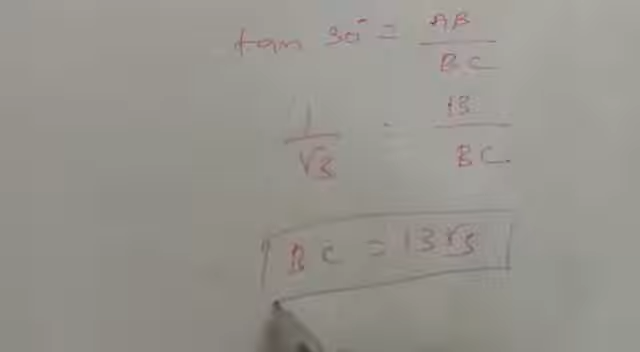 tan 30° = AB/BC
1/√3 = 13/BC
BC = 13√3